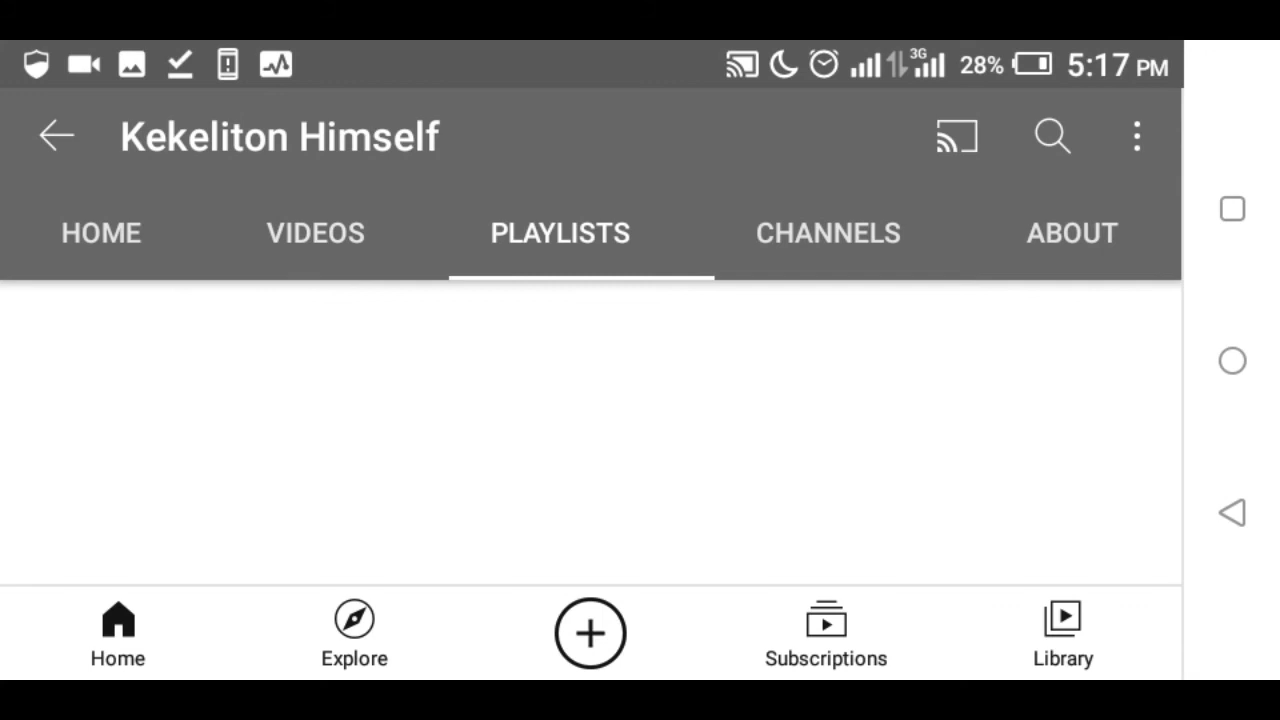 3G 28% 5:17 PM
Kekeliton Himself
HOME VIDEOS PLAYLISTS CHANNELS ABOUT
Home Explore Subscriptions Library